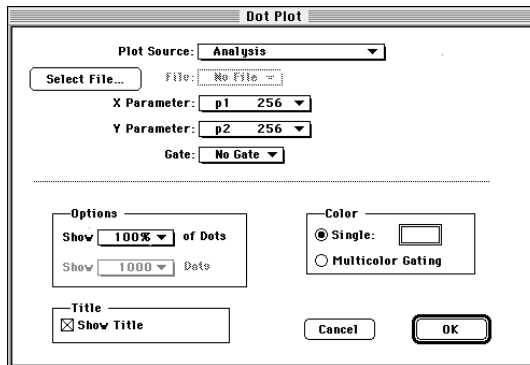 Dot Plot
Plot Source: Analysis
Select File... File: No File
X Parameter: p1 256
Y Parameter: p2 256
Gate: No Gate
Options
Show 100% of Dots
Show 1000 Dots
Color
Single:
Multicolor Gating
Title
Show Title
Cancel OK